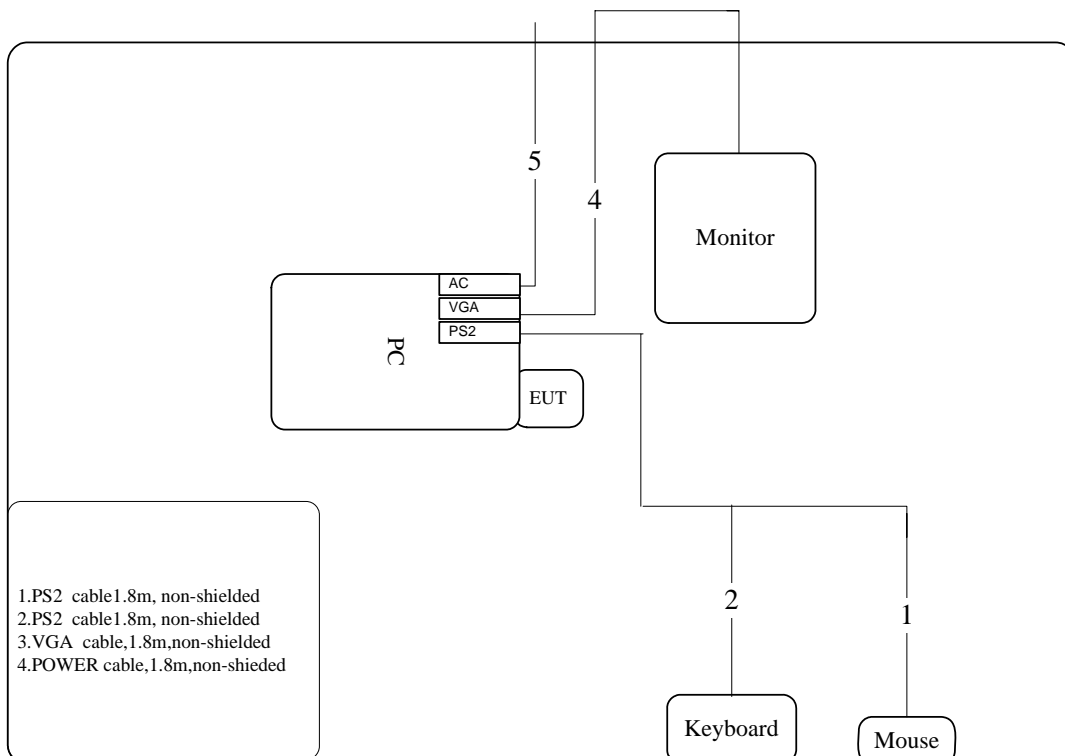 5
4
Monitor
AC
VGA
PS2
PC
EUT
1.PS2 cable1.8m, non-shielded
2.PS2 cable1.8m, non-shielded
3.VGA cable,1.8m,non-shielded
4.POWER cable,1.8m,non-shieded
2
1
Keyboard
Mouse